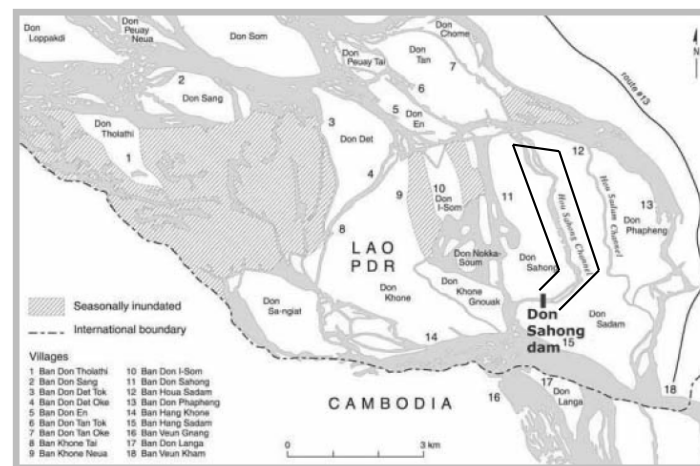 Don
Loppakdi
Don
Peuay
Neua
Don Som
Don
Peuay Tai
Don
Tan
Don
Chome
7
6
2
Don Sang
5
Don
En
route #13
N
Don
Tholathi
1
3
Don Det
4
9
10
Don
I-Som
11
12
13
Don
Phapheng
Hou Sahong Channel
Hou Sadam Channel
8
LAO
PDR
Don Nokka-
Soum
Don
Sahong
Don
Khone
Don
Khone
Gnouak
Don
Sa-ngiat
Don
Sahong
dam
Don
Sadam
14
15
16
17
Don
Langa
18
CAMBODIA
Seasonally inundated
International boundary
Villages
1 Ban Don Tholathi
2 Ban Don Sang
3 Ban Don Det Tok
4 Ban Don Det Oke
5 Ban Don En
6 Ban Don Tan Tok
7 Ban Don Tan Oke
8 Ban Khone Tai
9 Ban Khone Neua
10 Ban Don I-Som
11 Ban Don Sahong
12 Ban Houa Sadam
13 Ban Don Phapheng
14 Ban Hang Khone
15 Ban Hang Sadam
16 Ban Veun Gnang
17 Ban Don Langa
18 Ban Veun Kham
0 3 km